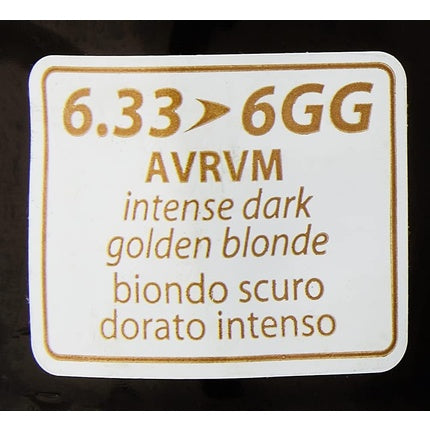 6.33➤6GG
AVRVM
intense dark
golden blonde
biondo scuro
dorato intenso